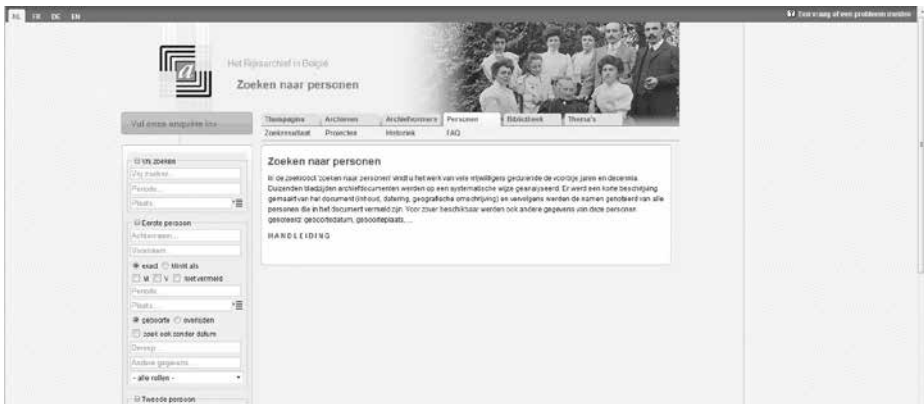 NL FR DE EN
Een vraag of een probleem melden
Het Rijksarchief in België
Zoeken naar personen
Vul onze enquête in
Thuispagina Archieven Archiefvormers Personen Bibliotheek Thema's
Zoekresultaat Projecten Historiek FAQ
Vrij zoeken
Vrij zoeken...
Periode...
Plaats...
Eerste persoon
Achternaam...
Voornaam...
exact klinkt als
M V niet vermeld
Periode...
Plaats...
geboorte overlijden
zoek ook zonder datum
Beroep...
Andere gegevens...
- alle rollen -
Tweede persoon
Zoeken naar personen
In de zoekrobot 'zoeken naar personen' vindt u het werk van vele vrijwilligers gedurende de voorbije jaren en decennia.
Duizenden bladzijden archiefdocumenten werden op een systematische wijze geanalyseerd. Er werd een korte beschrijving
gemaakt van het document (inhoud, datering, geografische omschrijving) en vervolgens werden de namen genoteerd van alle
personen die in het document vermeld zijn. Voor zover beschikbaar werden ook andere gegevens van deze personen
genoteerd: geboortedatum, geboorteplaats, ...
HANDLEIDING